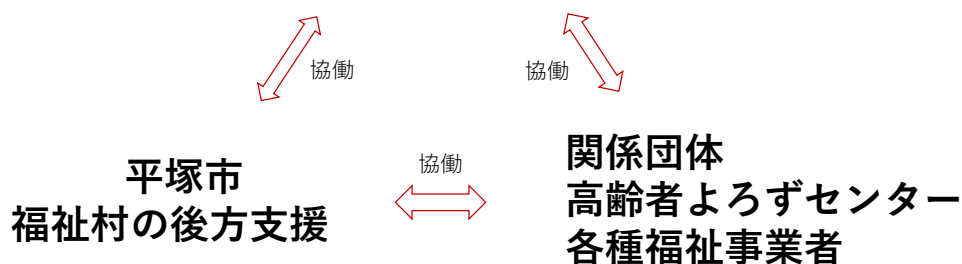 協働
協働
協働
平塚市
福祉村の後方支援
関係団体
高齢者よろずセンター
各種福祉事業者